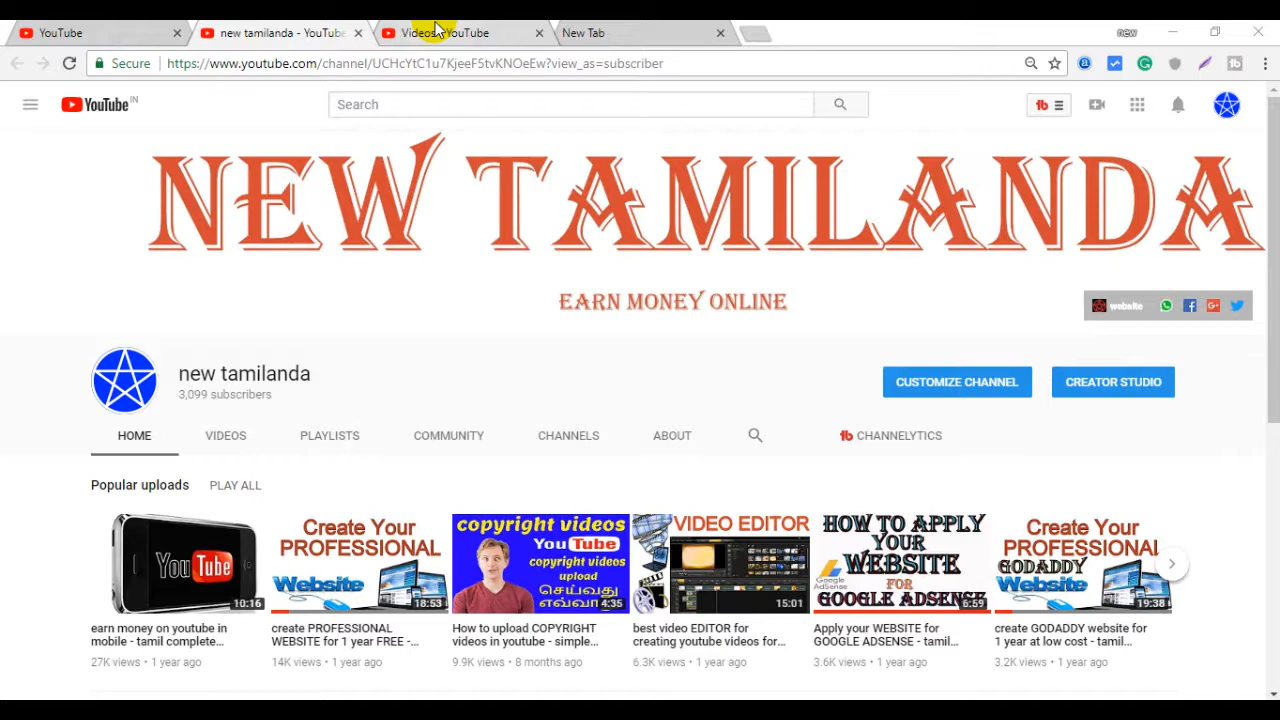 YouTube
new tamilanda - YouTube
Videos - YouTube
New Tab
new
Secure
https://www.youtube.com/channel/UCHcYtC1u7KjeeF5tvKNOeEw?view_as=subscriber
YouTube IN
Search
NEW TAMILANDA
EARN MONEY ONLINE
website
new tamilanda
3,099 subscribers
CUSTOMIZE CHANNEL
CREATOR STUDIO
HOME
VIDEOS
PLAYLISTS
COMMUNITY
CHANNELS
ABOUT
CHANNELYTICS
Popular uploads
PLAY ALL
YouTube
10:16
Create Your
PROFESSIONAL
Website
18:53
copyright videos
YouTube
copyright videos
upload
செய்வது
4:35
VIDEO EDITOR
15:01
HOW TO APPLY
YOUR
WEBSITE
FOR
GOOGLE ADSENSE
Google
AdSense
6:59
Create Your
PROFESSIONAL
GODADDY
Website
19:38
earn money on youtube in
mobile - tamil complete...
27K views • 1 year ago
create PROFESSIONAL
WEBSITE for 1 year FREE -...
14K views • 1 year ago
How to upload COPYRIGHT
videos in youtube - simple...
9.9K views • 8 months ago
best video EDITOR for
creating youtube videos for...
6.3K views • 1 year ago
Apply your WEBSITE for
GOOGLE ADSENSE - tamil...
3.6K views • 1 year ago
create GODADDY website for
1 year at low cost - tamil...
3.2K views • 1 year ago